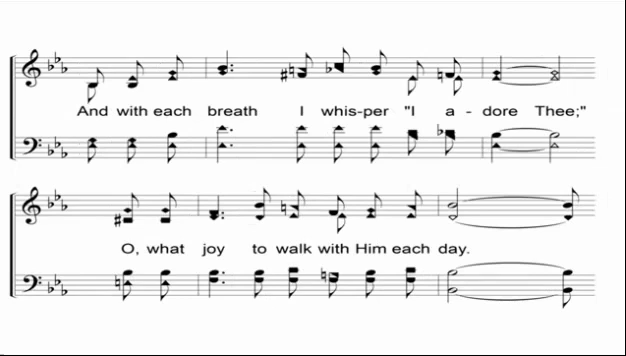 And with each breath I whis-per "I a - dore Thee;"
O, what joy to walk with Him each day.